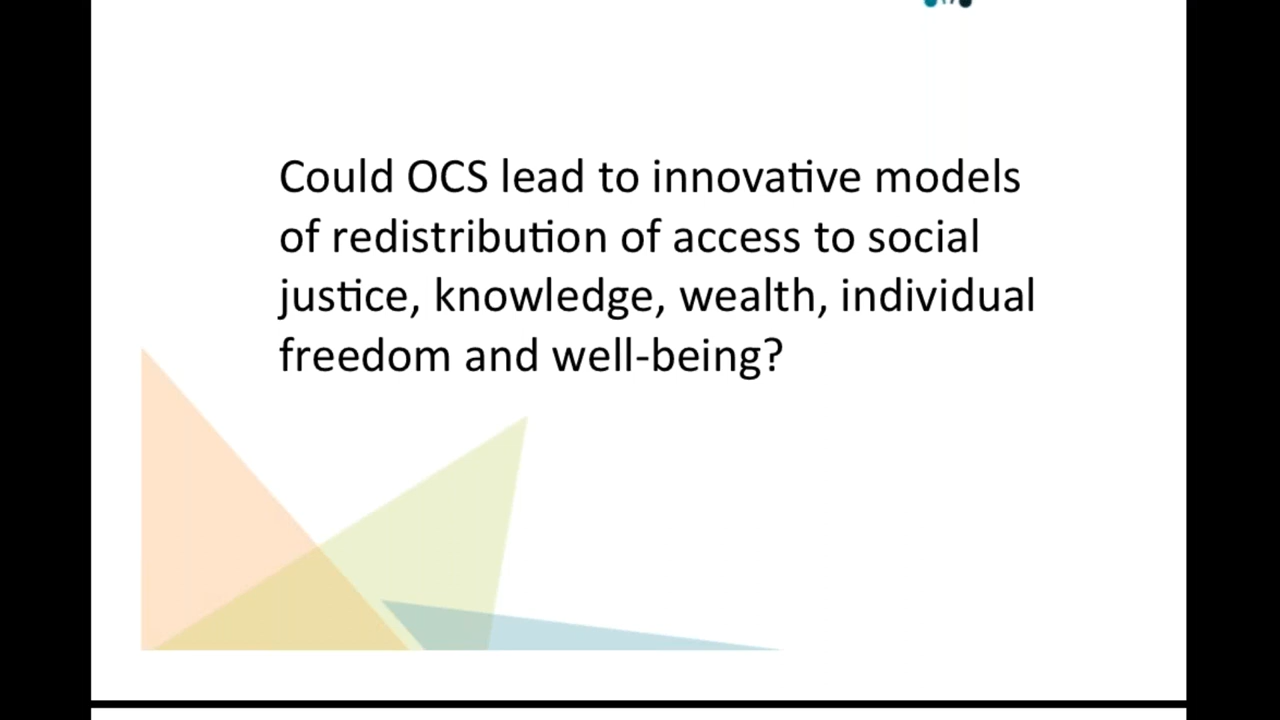 Could OCS lead to innovative models
of redistribution of access to social
justice, knowledge, wealth, individual
freedom and well-being?